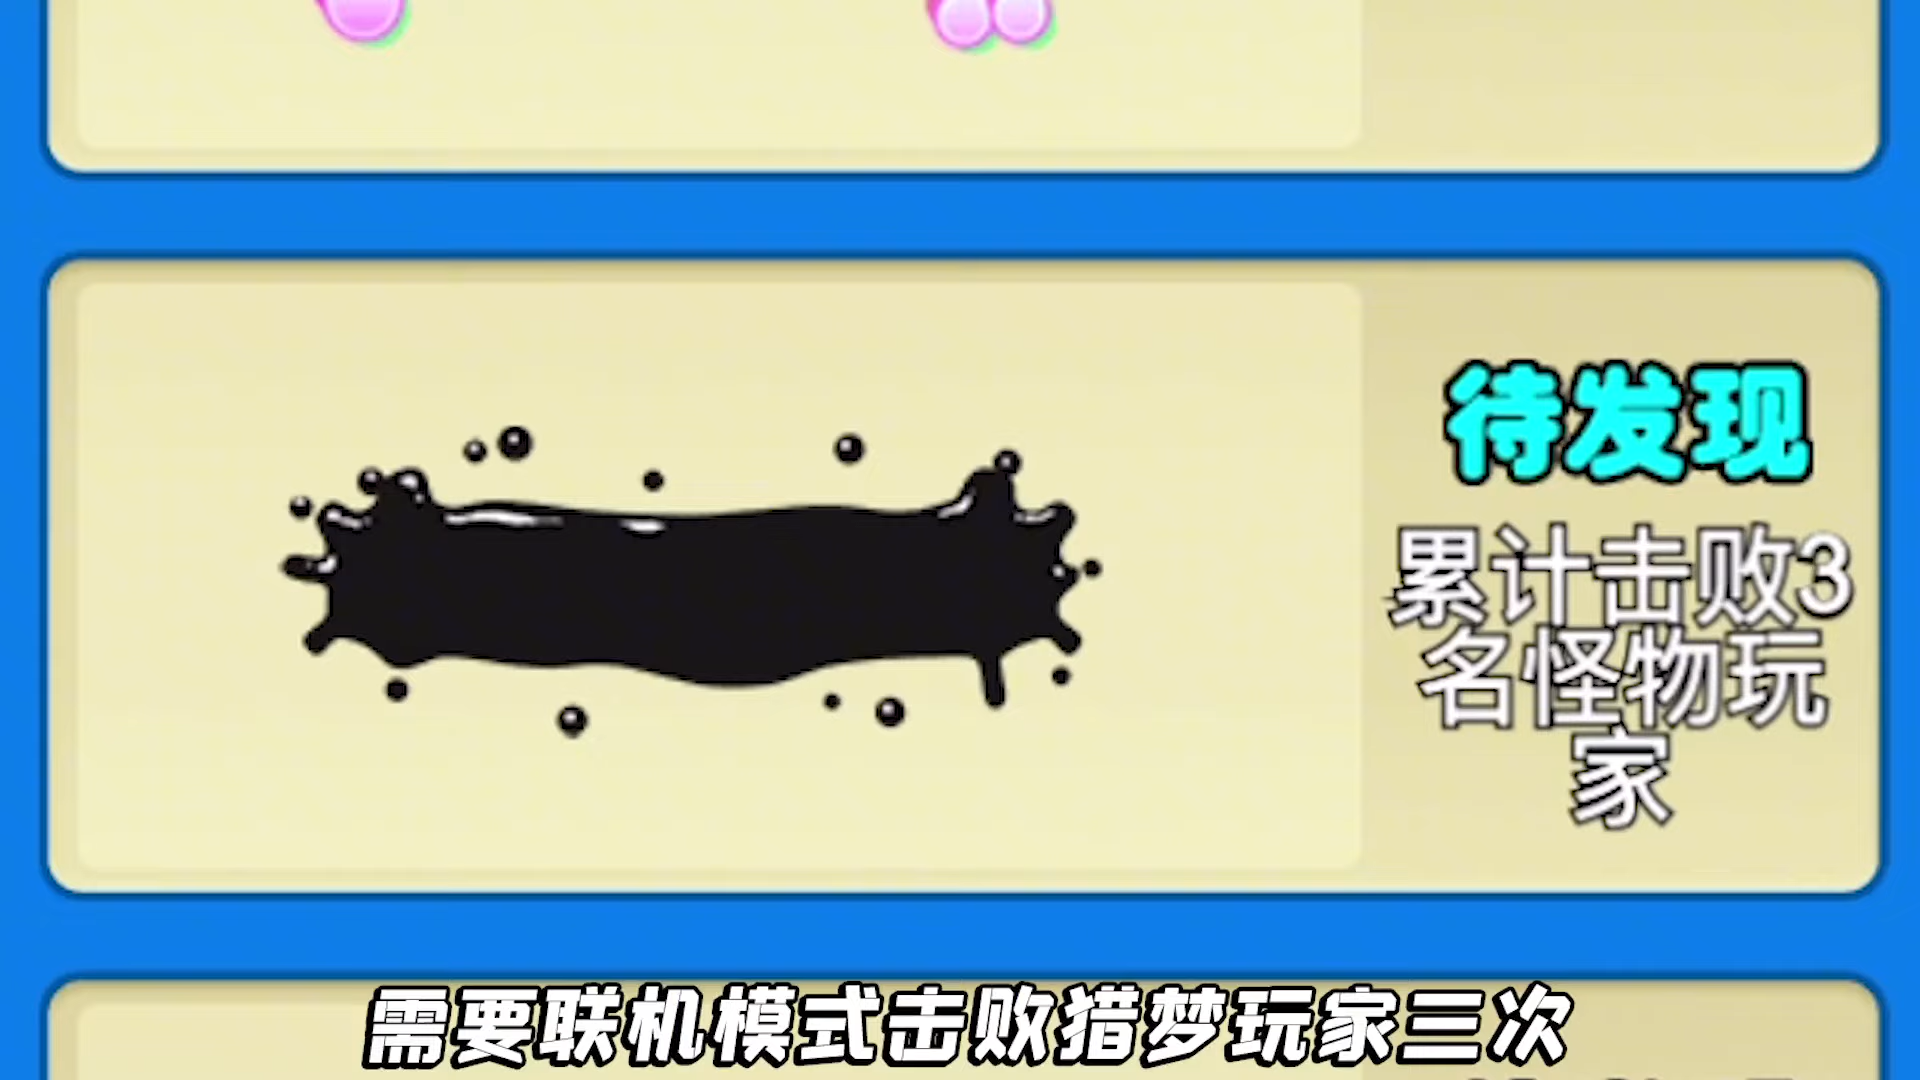 待发现
累计击败3
名怪物玩
家
需要联机模式击败猎梦玩家三次